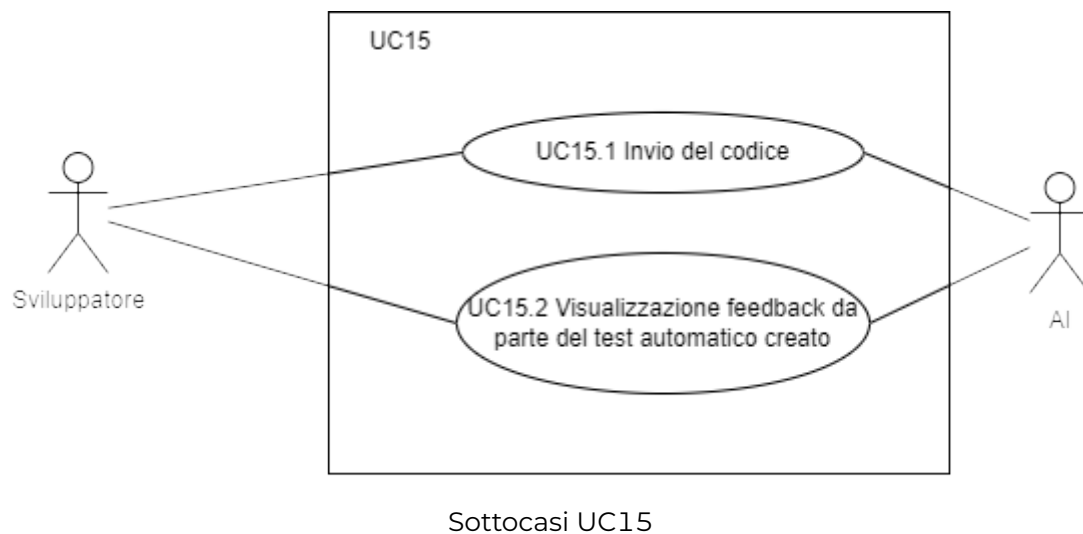 UC15
UC15.1 Invio del codice
Sviluppatore
UC15.2 Visualizzazione feedback da
parte del test automatico creato
AI
Sottocasi UC15